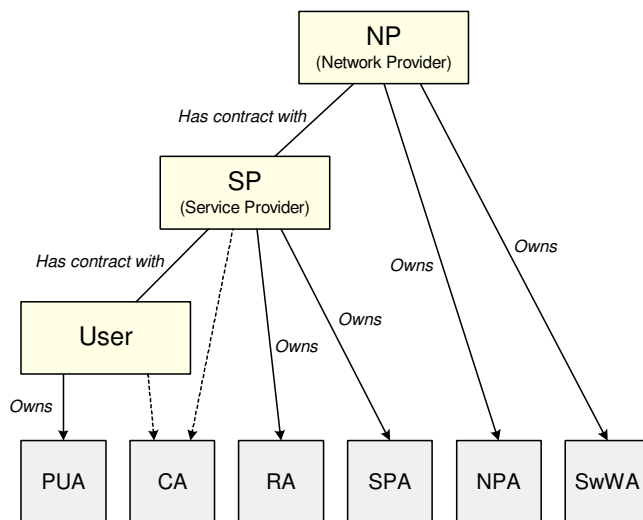 NP
(Network Provider)
Has contract with
SP
(Service Provider)
Owns
Owns
Has contract with
Owns
Owns
User
Owns
PUA
CA
RA
SPA
NPA
SwWA